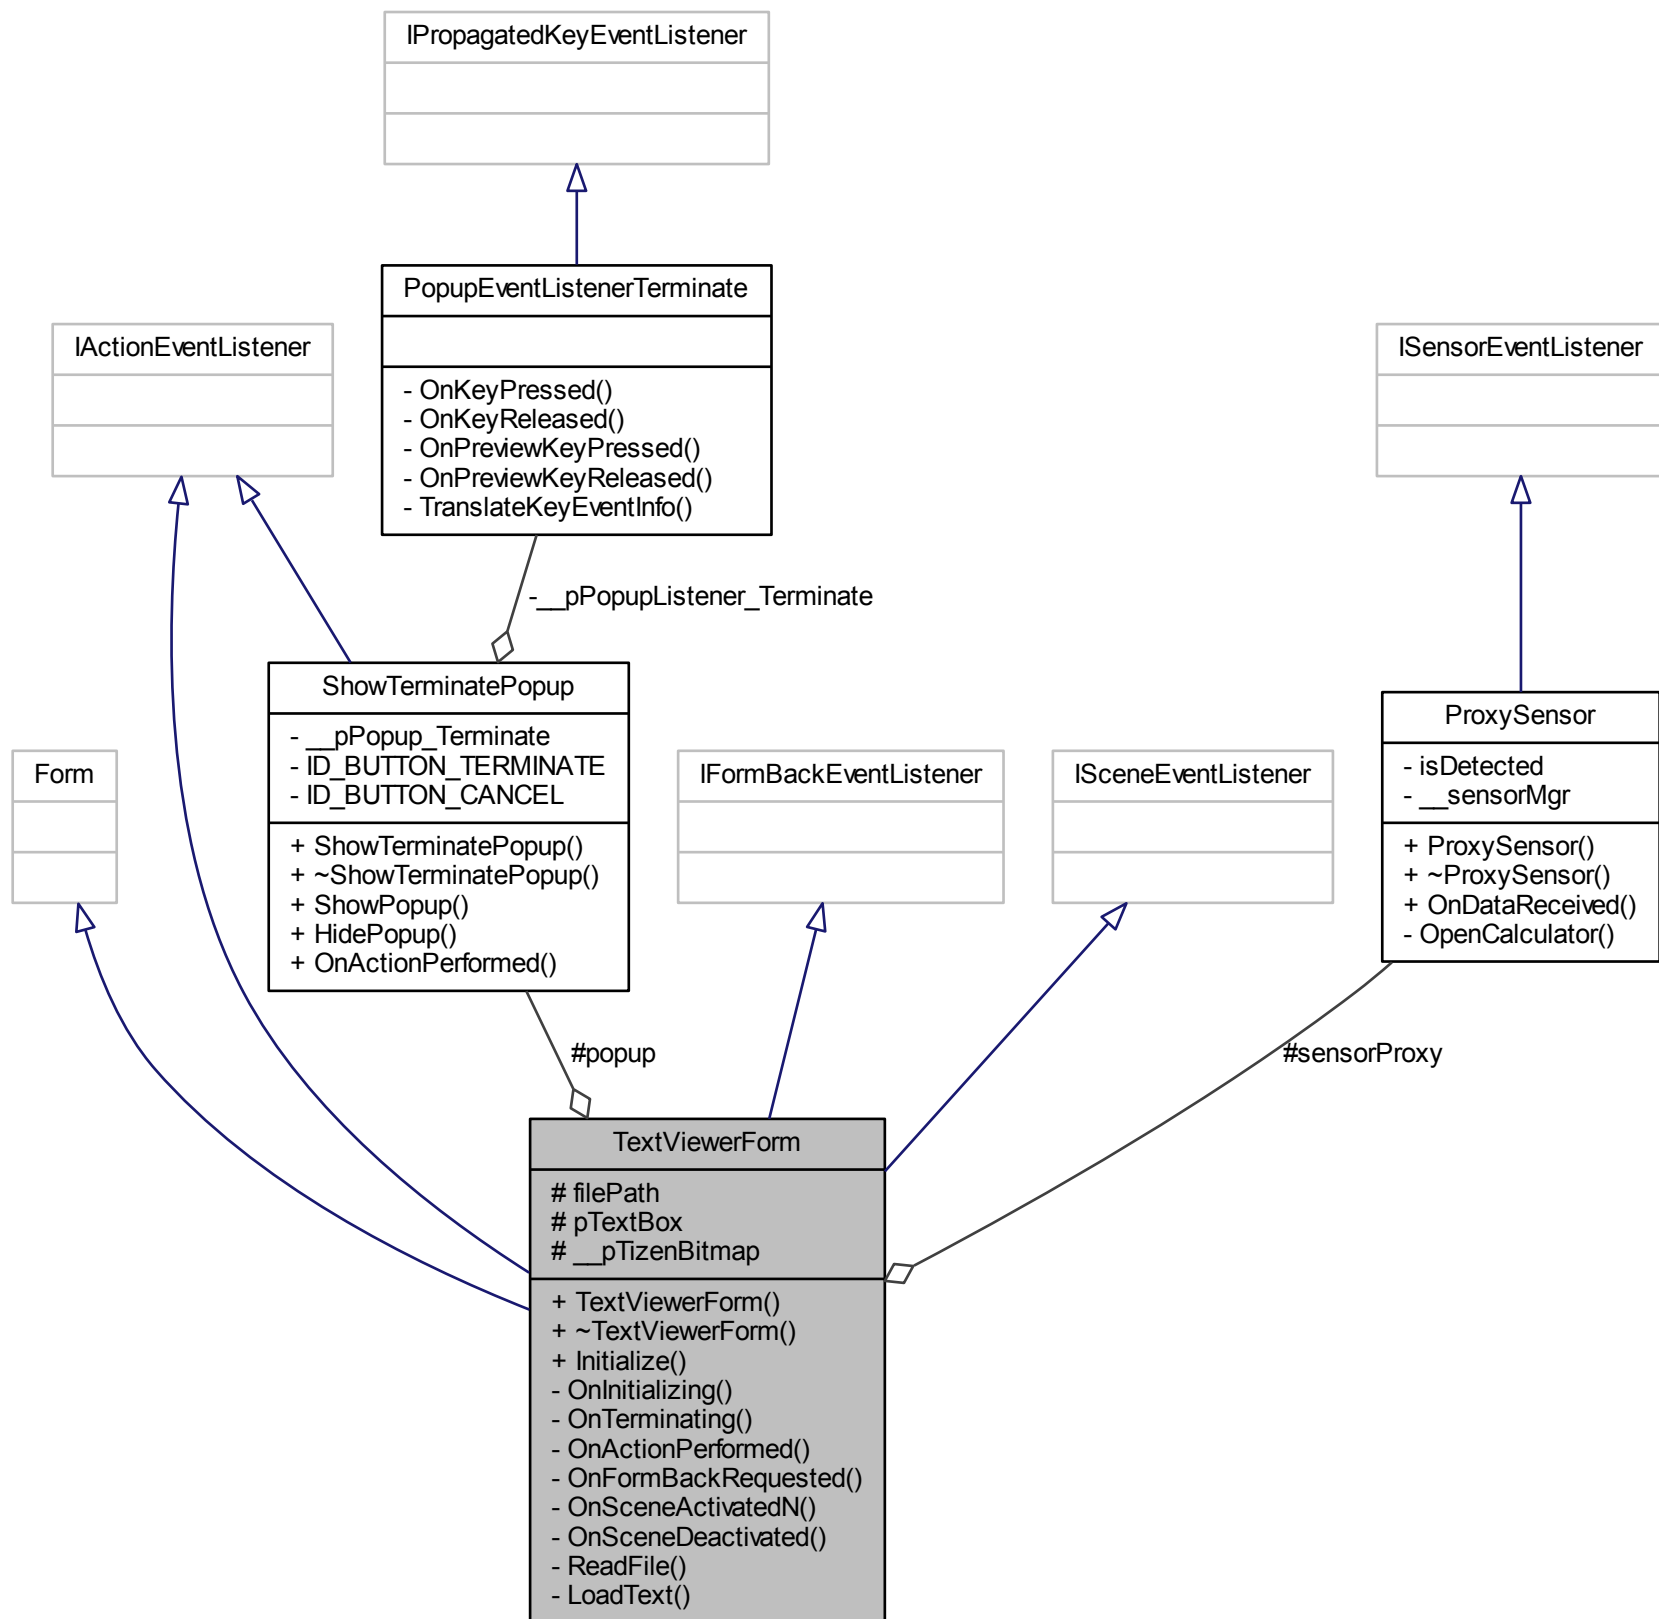 IPropagatedKeyEventListener
PopupEventListenerTerminate
- OnKeyPressed()
- OnKeyReleased()
- OnPreviewKeyPressed()
- OnPreviewKeyReleased()
- TranslateKeyEventInfo()
IActionEventListener
ISensorEventListener
-__pPopupListener_Terminate
ShowTerminatePopup
- __pPopup_Terminate
- ID_BUTTON_TERMINATE
- ID_BUTTON_CANCEL
+ ShowTerminatePopup()
+ ~ShowTerminatePopup()
+ ShowPopup()
+ HidePopup()
+ OnActionPerformed()
ProxySensor
- isDetected
- __sensorMgr
+ ProxySensor()
+ ~ProxySensor()
+ OnDataReceived()
- OpenCalculator()
Form
IFormBackEventListener
ISceneEventListener
#popup
#sensorProxy
TextViewerForm
# filePath
# pTextBox
# __pTizenBitmap
+ TextViewerForm()
+ ~TextViewerForm()
+ Initialize()
- OnInitializing()
- OnTerminating()
- OnActionPerformed()
- OnFormBackRequested()
- OnSceneActivatedN()
- OnSceneDeactivated()
- ReadFile()
- LoadText()